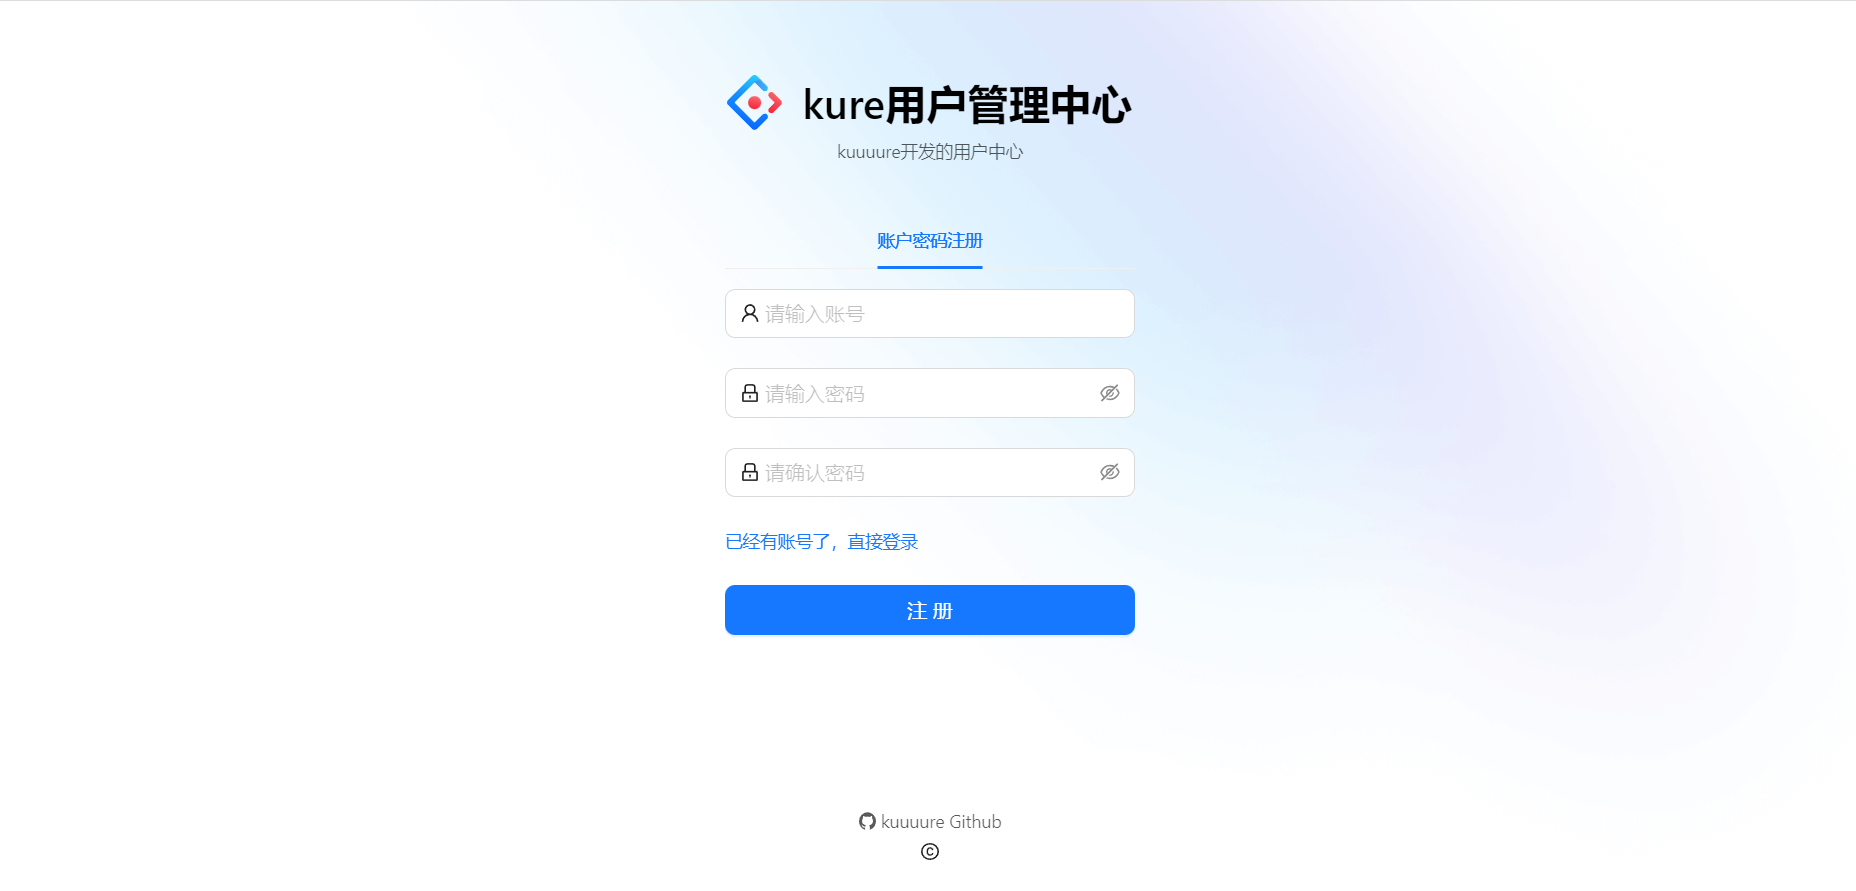 kure用户管理中心
kuuuure开发的用户中心
账户密码注册
请输入账号
请输入密码
请确认密码
已经有账号了，直接登录
注 册
kuuuure Github
©